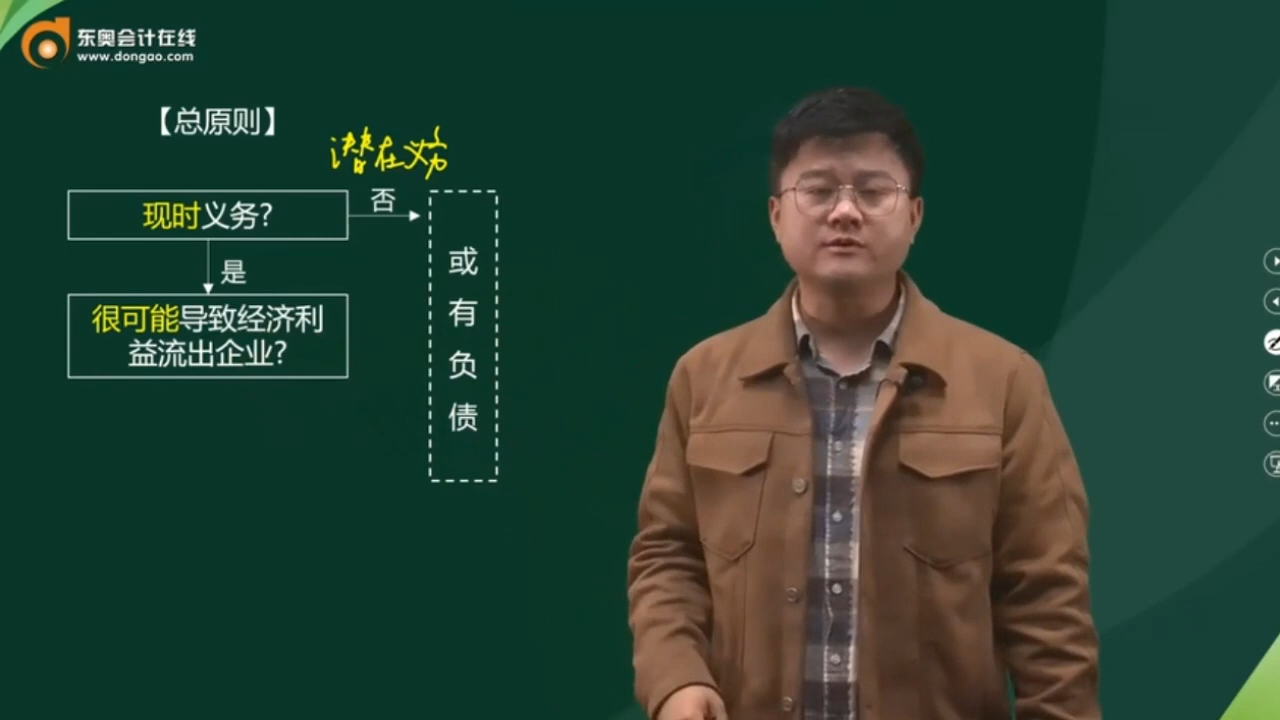 东奥会计在线
www.dongao.com
【总原则】
潜在义务
现时义务?
否
是
很可能导致经济利
益流出企业?
或
有
负
债